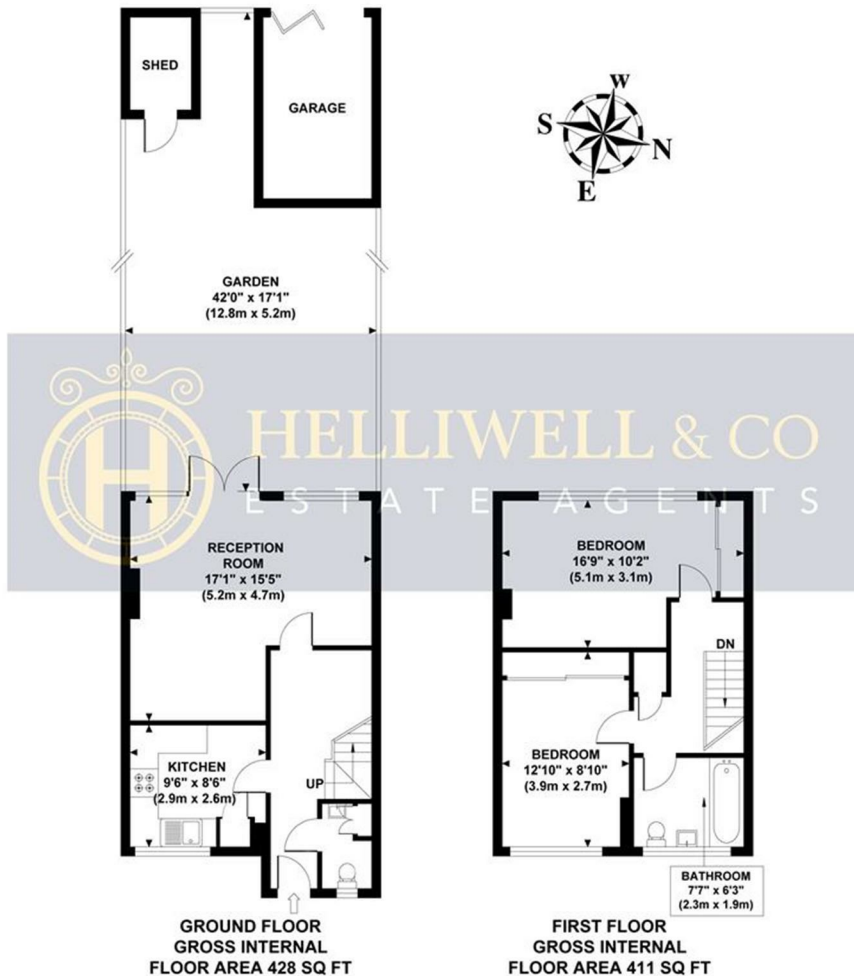 SHED
GARAGE
W
S
N
E
GARDEN
42'0" x 17'1"
(12.8m x 5.2m)
H
HELLIWELL & CO
ESTATE AGENTS
RECEPTION
ROOM
17'1" x 15'5"
(5.2m x 4.7m)
BEDROOM
16'9" x 10'2"
(5.1m x 3.1m)
DN
KITCHEN
9'6" x 8'6"
(2.9m x 2.6m)
UP
BEDROOM
12'10" x 8'10"
(3.9m x 2.7m)
BATHROOM
7'7" x 6'3"
(2.3m x 1.9m)
GROUND FLOOR
GROSS INTERNAL
FLOOR AREA 428 SQ FT
FIRST FLOOR
GROSS INTERNAL
FLOOR AREA 411 SQ FT